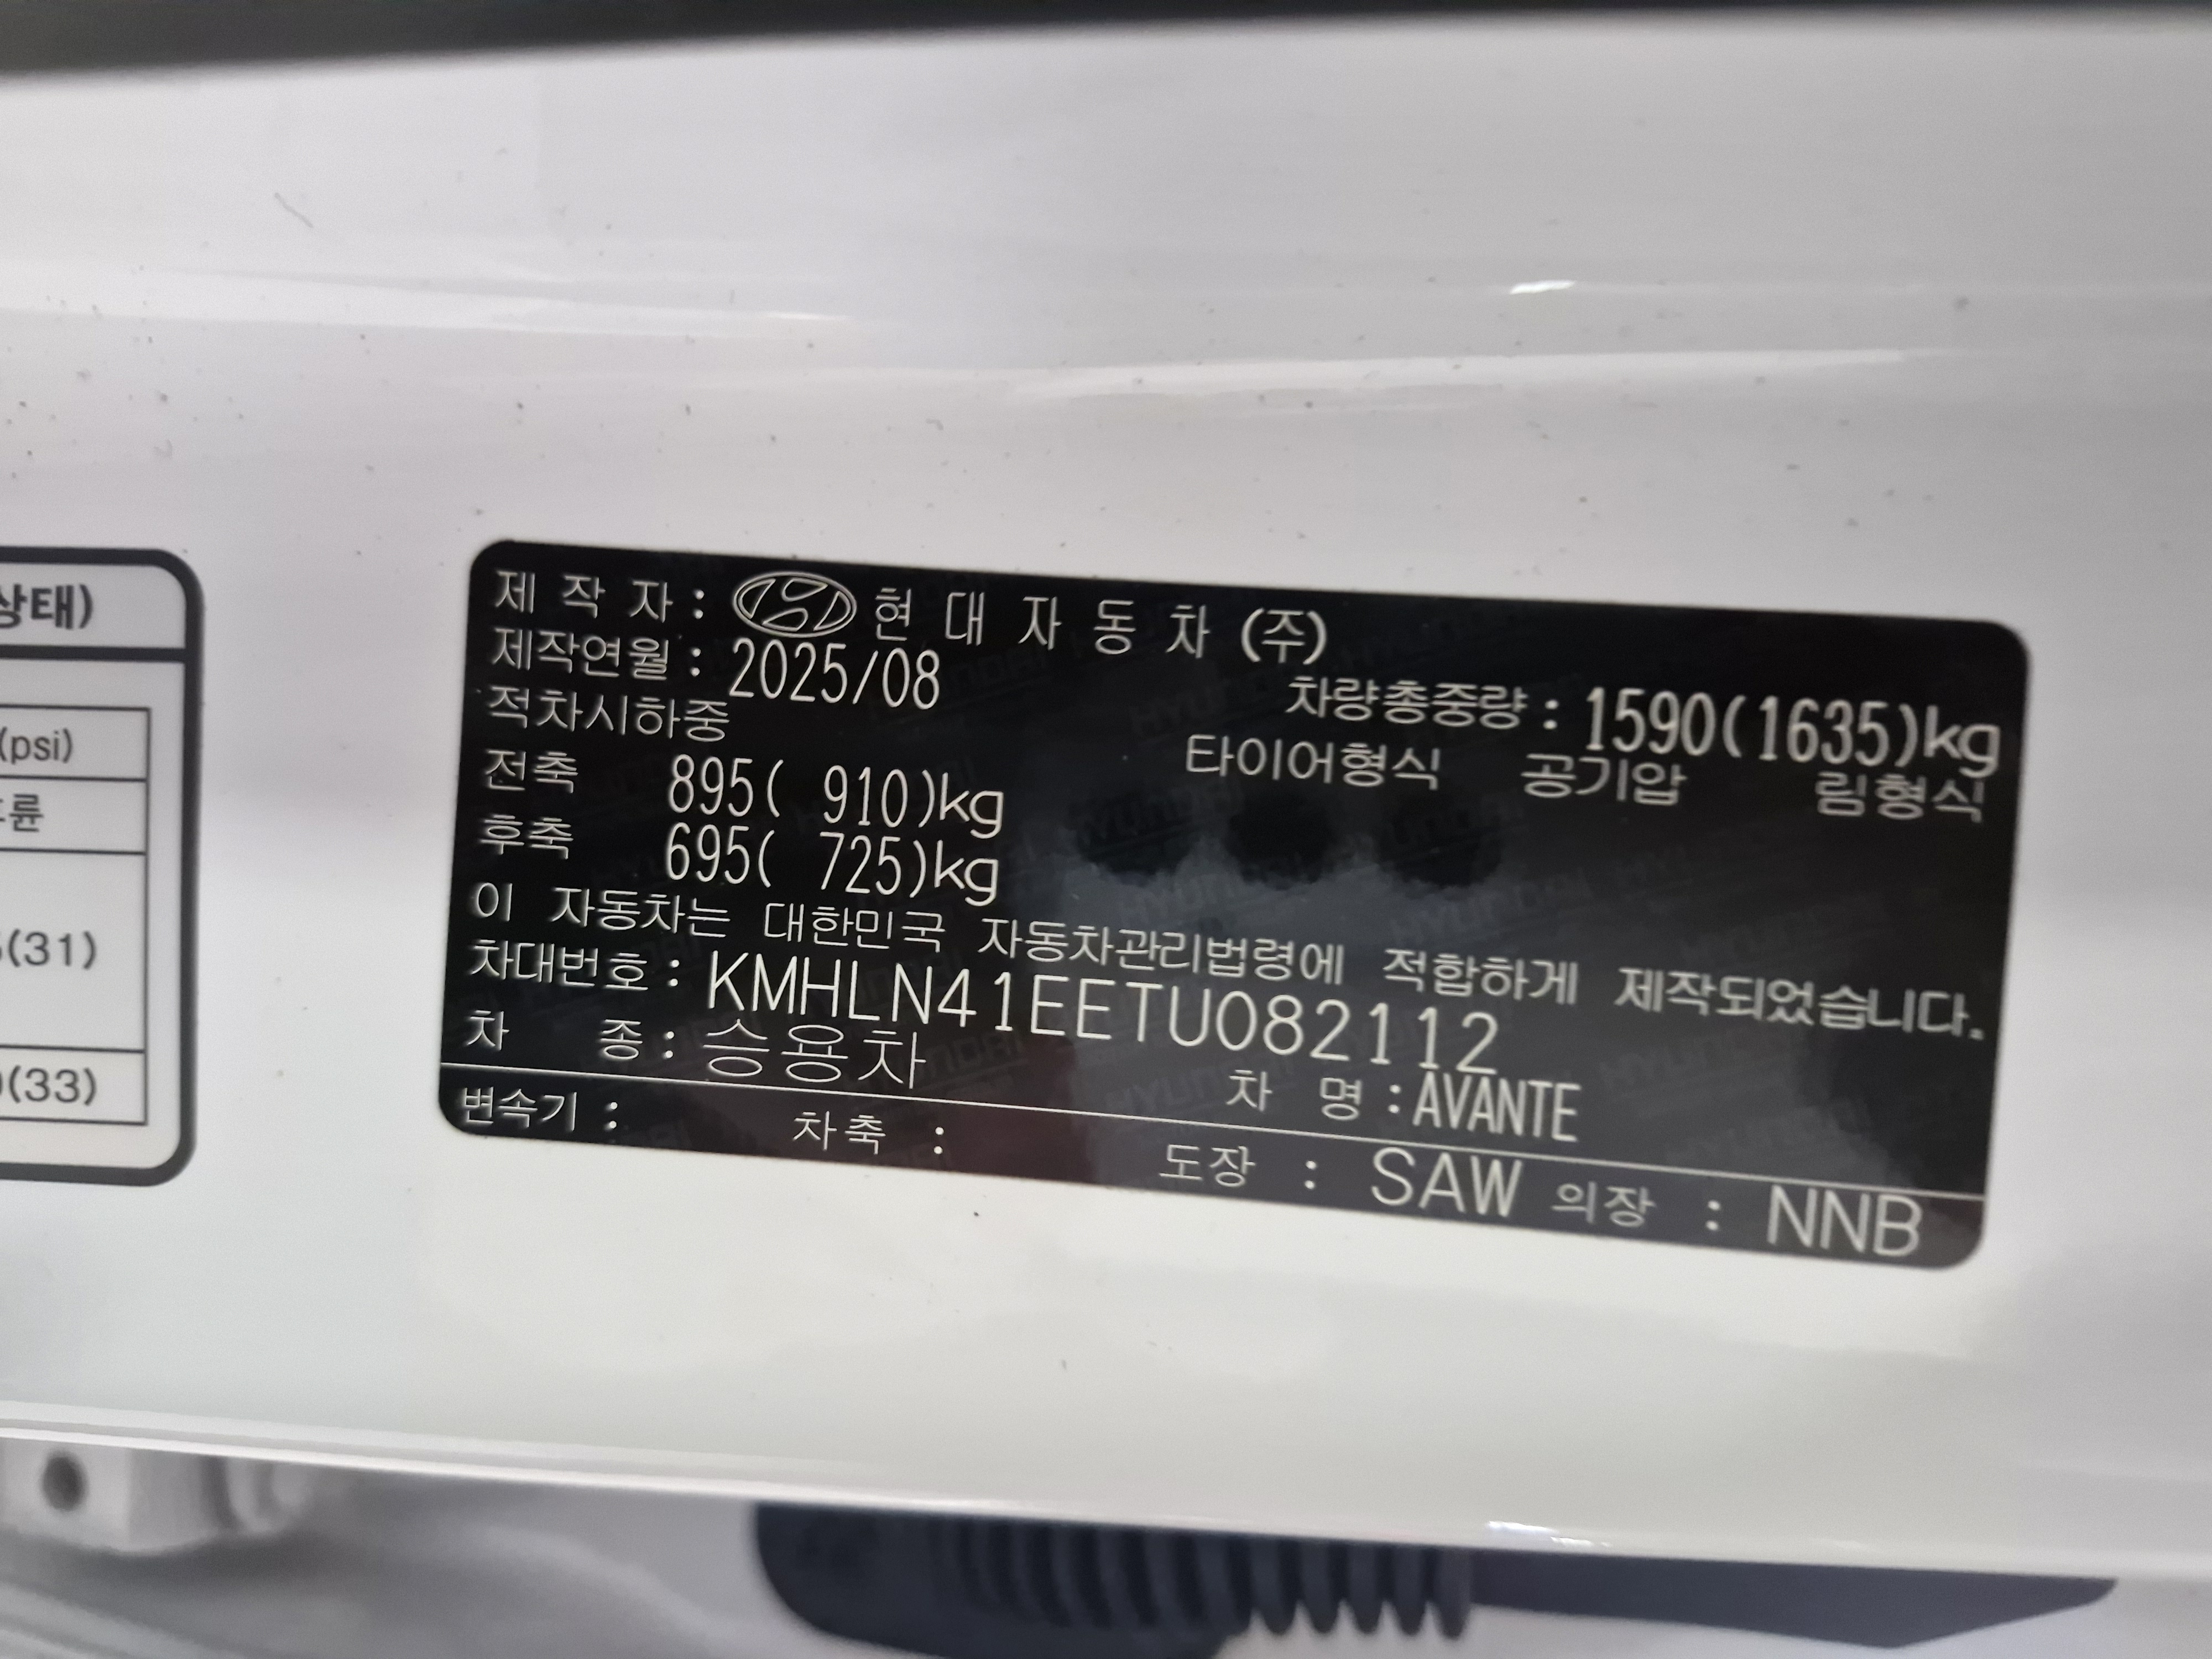 상태)
(psi)
륜
(31)
(33)
제 작 자 : 현 대 자 동 차 (주)
제작연월 : 2025/08
차량총중량 : 1590(1635)kg
적차시하중
타이어형식 공기압 림형식
전축 895( 910)kg
후축 695( 725)kg
이 자동차는 대한민국 자동차관리법령에 적합하게 제작되었습니다.
차대번호 : KMHLN41EETU082112
차 종 : 승용차 차 명 : AVANTE
변속기 : 차축 : 도장 : SAW 의장 : NNB